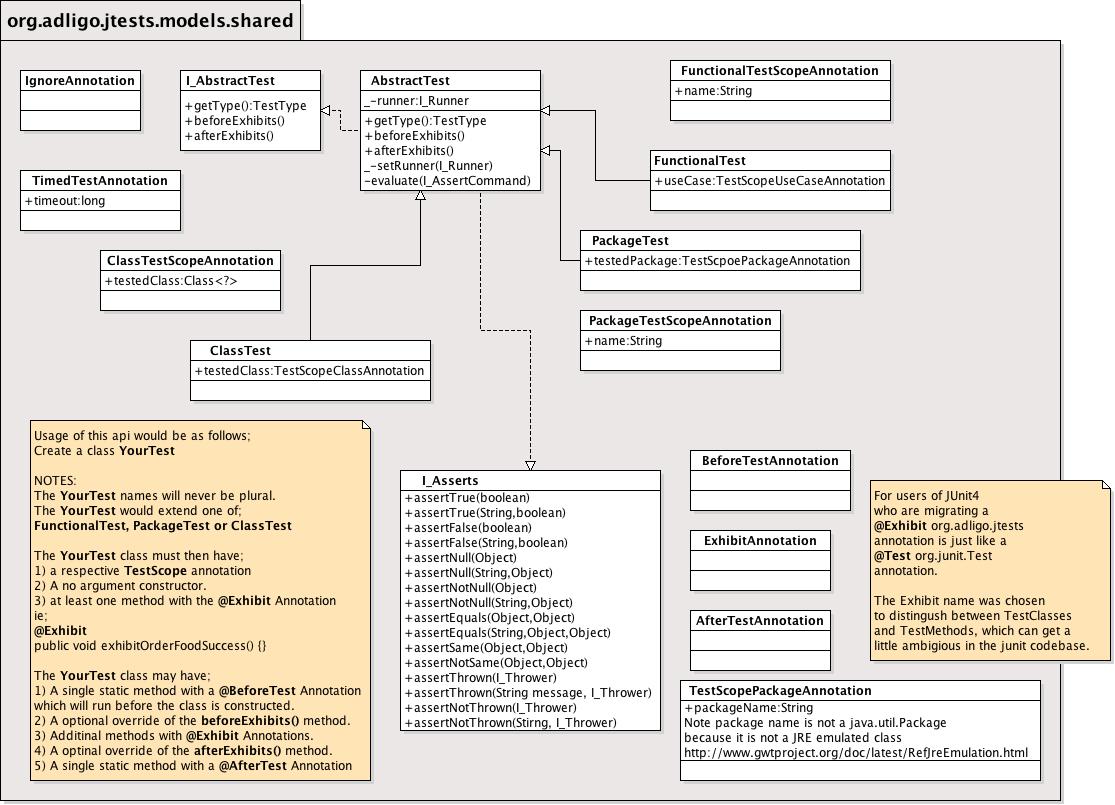 org.adligo.jtests.models.shared
IgnoreAnnotation
I_AbstractTest
+getType():TestType
+beforeExhibits()
+afterExhibits()
AbstractTest
_-runner:I_Runner
+getType():TestType
+beforeExhibits()
+afterExhibits()
_-setRunner(I_Runner)
-evaluate(I_AssertCommand)
FunctionalTestScopeAnnotation
+name:String
FunctionalTest
+useCase:TestScopeUseCaseAnnotation
TimedTestAnnotation
+timeout:long
PackageTest
+testedPackage:TestScpoePackageAnnotation
ClassTestScopeAnnotation
+testedClass:Class<?>
PackageTestScopeAnnotation
+name:String
ClassTest
+testedClass:TestScopeClassAnnotation
Usage of this api would be as follows;
Create a class YourTest
NOTES:
The YourTest names will never be plural.
The YourTest would extend one of;
FunctionalTest, PackageTest or ClassTest
The YourTest class must then have;
1) a respective TestScope annotation
2) A no argument constructor.
3) at least one method with the @Exhibit Annotation
ie;
@Exhibit
public void exhibitOrderFoodSuccess() {}
The YourTest class may have;
1) A single static method with a @BeforeTest Annotation
which will run before the class is constructed.
2) A optional override of the beforeExhibits() method.
3) Additinal methods with @Exhibit Annotations.
4) A optinal override of the afterExhibits() method.
5) A single static method with a @AfterTest Annotation
I_Asserts
+assertTrue(boolean)
+assertTrue(String,boolean)
+assertFalse(boolean)
+assertFalse(String,boolean)
+assertNull(Object)
+assertNull(String,Object)
+assertNotNull(Object)
+assertNotNull(String,Object)
+assertEquals(Object,Object)
+assertEquals(String,Object,Object)
+assertSame(Object,Object)
+assertNotSame(Object,Object)
+assertThrown(I_Thrower)
+assertThrown(String message, I_Thrower)
+assertNotThrown(I_Thrower)
+assertNotThrown(String, I_Thrower)
BeforeTestAnnotation
ExhibitAnnotation
AfterTestAnnotation
For users of JUnit4
who are migrating a
@Exhibit org.adligo.jtests
annotation is just like a
@Test org.junit.Test
annotation.
The Exhibit name was chosen
to distingush between TestClasses
and TestMethods, which can get a
little ambigious in the junit codebase.
TestScopePackageAnnotation
+packageName:String
Note package name is not a java.util.Package
because it is not a JRE emulated class
http://www.gwtproject.org/doc/latest/RefJreEmulation.html